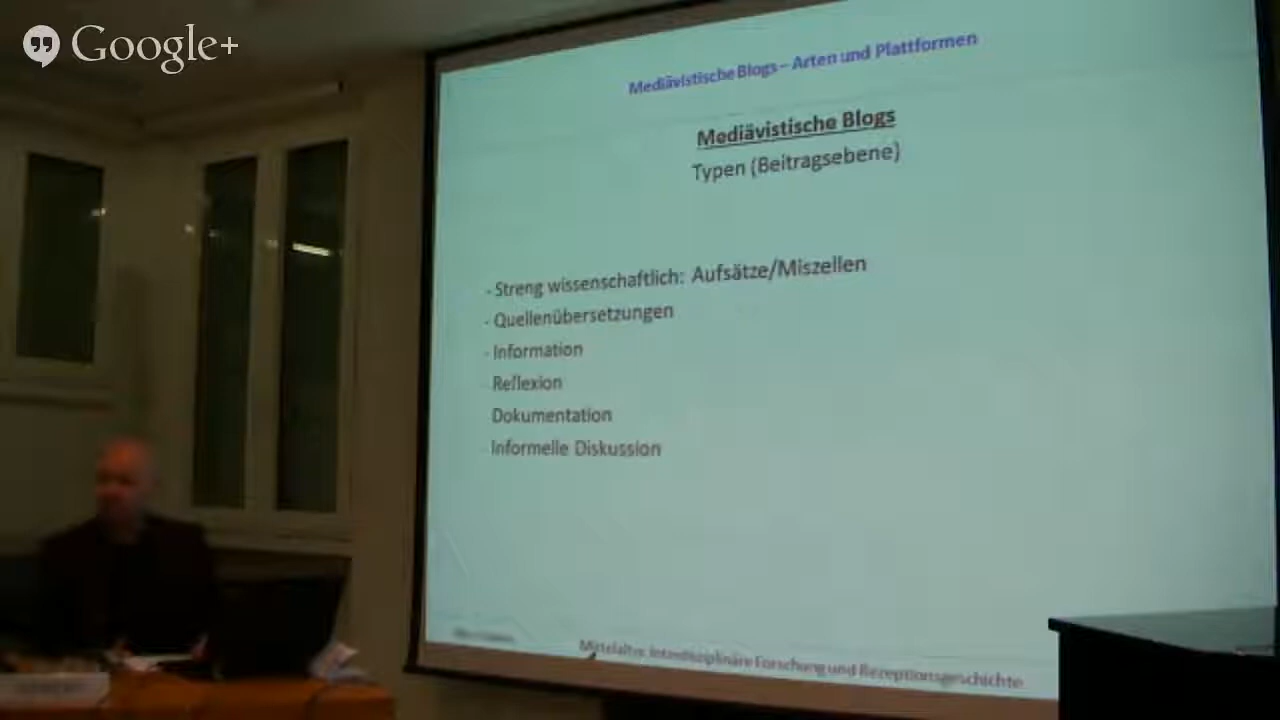 Google+
Mediävistische Blogs – Arten und Plattformen
Mediävistische Blogs
Typen (Beitragsebene)
- Streng wissenschaftlich: Aufsätze/Miszellen
- Quellenübersetzungen
- Information
- Reflexion
Dokumentation
- Informelle Diskussion
Mittelalter. Interdisziplinäre Forschung und Rezeptionsgeschichte